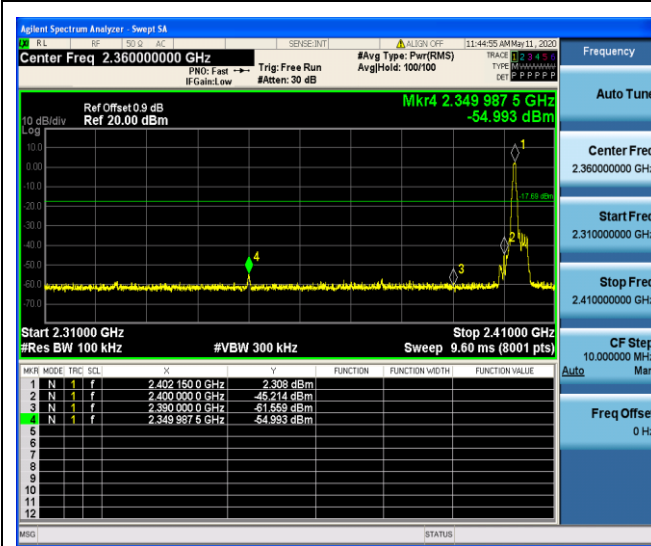 Agilent Spectrum Analyzer - Swept SA
RL RF 50 Ω AC SENSE:INT ALIGN OFF 11:44:55 AM May 11, 2020
Center Freq 2.360000000 GHz
PNO: Fast
IFGain:Low
Trig: Free Run
#Atten: 30 dB
#Avg Type: Pwr(RMS)
Avg|Hold: 100/100
TRACE 1 2 3 4 5 6
TYPE M
DET P P P P P P
Ref Offset 0.9 dB
Ref 20.00 dBm
10 dB/div
Log
Mkr4 2.349 987 5 GHz
-54.993 dBm
10.0
0.00
-10.0
-20.0
-30.0
-40.0
-50.0
-60.0
-70.0
1
-17.69 dBm
2
3
4
Start 2.31000 GHz Stop 2.41000 GHz
#Res BW 100 kHz #VBW 300 kHz Sweep 9.60 ms (8001 pts)
MKR MODE TRC SCL X Y FUNCTION FUNCTION WIDTH FUNCTION VALUE
1 N 1 f 2.402 150 0 GHz 2.308 dBm
2 N 1 f 2.400 000 0 GHz -45.214 dBm
3 N 1 f 2.390 000 0 GHz -61.559 dBm
4 N 1 f 2.349 987 5 GHz -54.993 dBm
5
6
7
8
9
10
11
12
MSG STATUS
Frequency
Auto Tune
Center Freq
2.360000000 GHz
Start Freq
2.310000000 GHz
Stop Freq
2.410000000 GHz
CF Step
10.000000 MHz
Auto Man
Freq Offset
0 Hz